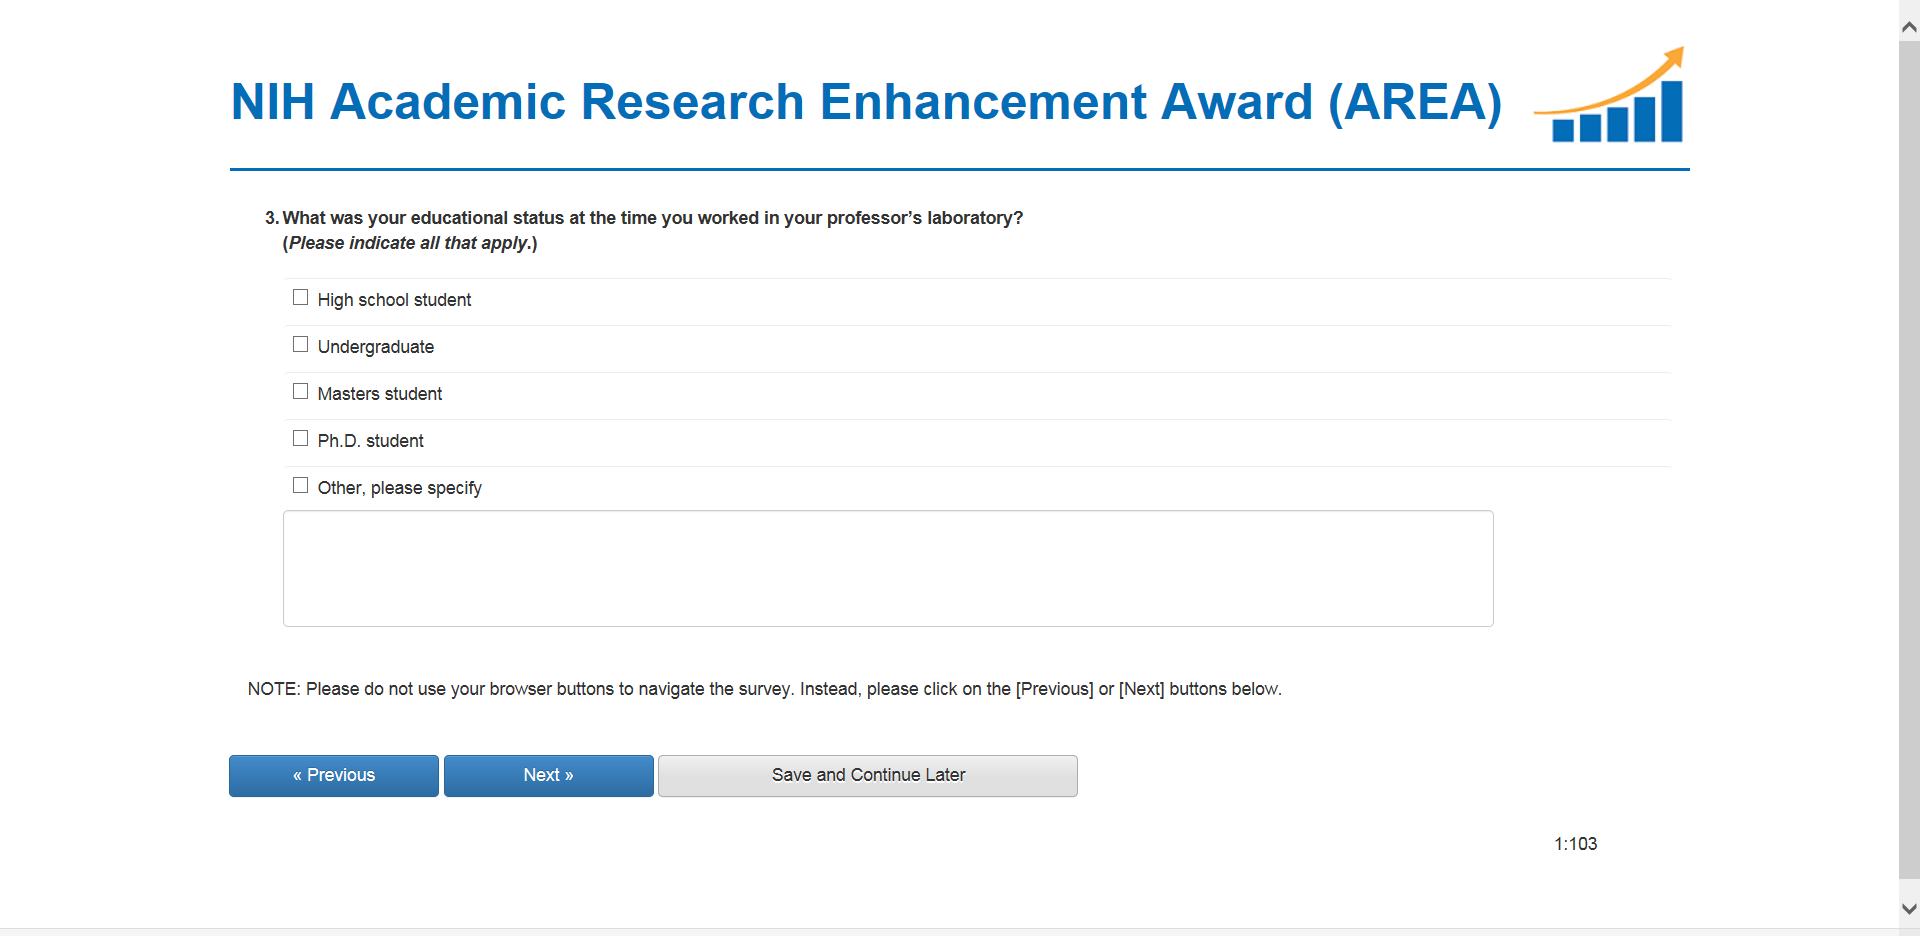 NIH Academic Research Enhancement Award (AREA)
3. What was your educational status at the time you worked in your professor’s laboratory?
(Please indicate all that apply.)
High school student
Undergraduate
Masters student
Ph.D. student
Other, please specify
NOTE: Please do not use your browser buttons to navigate the survey. Instead, please click on the [Previous] or [Next] buttons below.
« Previous
Next »
Save and Continue Later
1:103